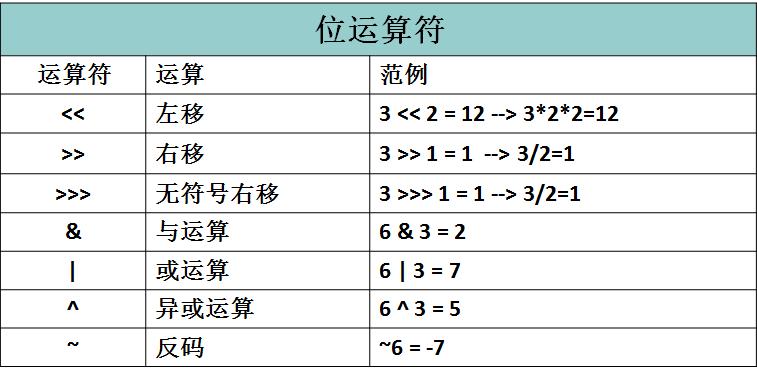 位运算符
运算符 运算 范例
<< 左移 3 << 2 = 12 --> 3*2*2=12
>> 右移 3 >> 1 = 1 --> 3/2=1
>>> 无符号右移 3 >>> 1 = 1 --> 3/2=1
& 与运算 6 & 3 = 2
| 或运算 6 | 3 = 7
^ 异或运算 6 ^ 3 = 5
~ 反码 ~6 = -7